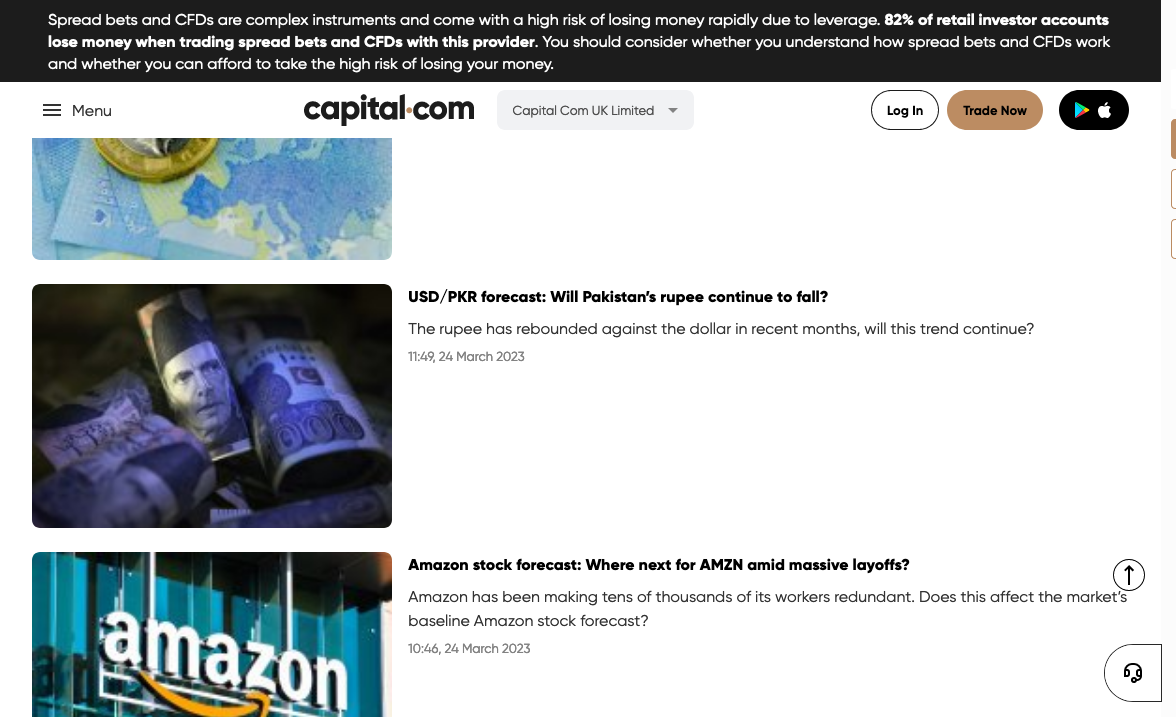 Spread bets and CFDs are complex instruments and come with a high risk of losing money rapidly due to leverage. 82% of retail investor accounts
lose money when trading spread bets and CFDs with this provider. You should consider whether you understand how spread bets and CFDs work
and whether you can afford to take the high risk of losing your money.
Menu
capital.com
Capital Com UK Limited
Log In
Trade Now
USD/PKR forecast: Will Pakistan's rupee continue to fall?
The rupee has rebounded against the dollar in recent months, will this trend continue?
11:49, 24 March 2023
Amazon stock forecast: Where next for AMZN amid massive layoffs?
Amazon has been making tens of thousands of its workers redundant. Does this affect the market's
baseline Amazon stock forecast?
10:46, 24 March 2023
amazon